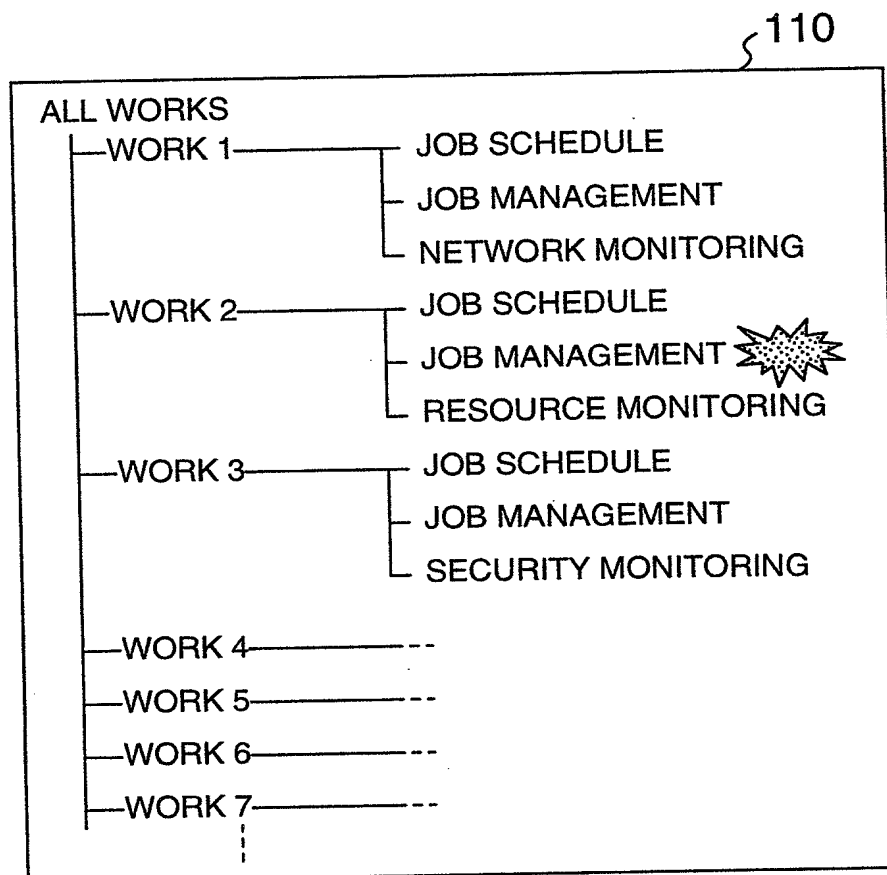 110
ALL WORKS
WORK 1 JOB SCHEDULE
JOB MANAGEMENT
NETWORK MONITORING
WORK 2 JOB SCHEDULE
JOB MANAGEMENT
RESOURCE MONITORING
WORK 3 JOB SCHEDULE
JOB MANAGEMENT
SECURITY MONITORING
WORK 4
WORK 5
WORK 6
WORK 7